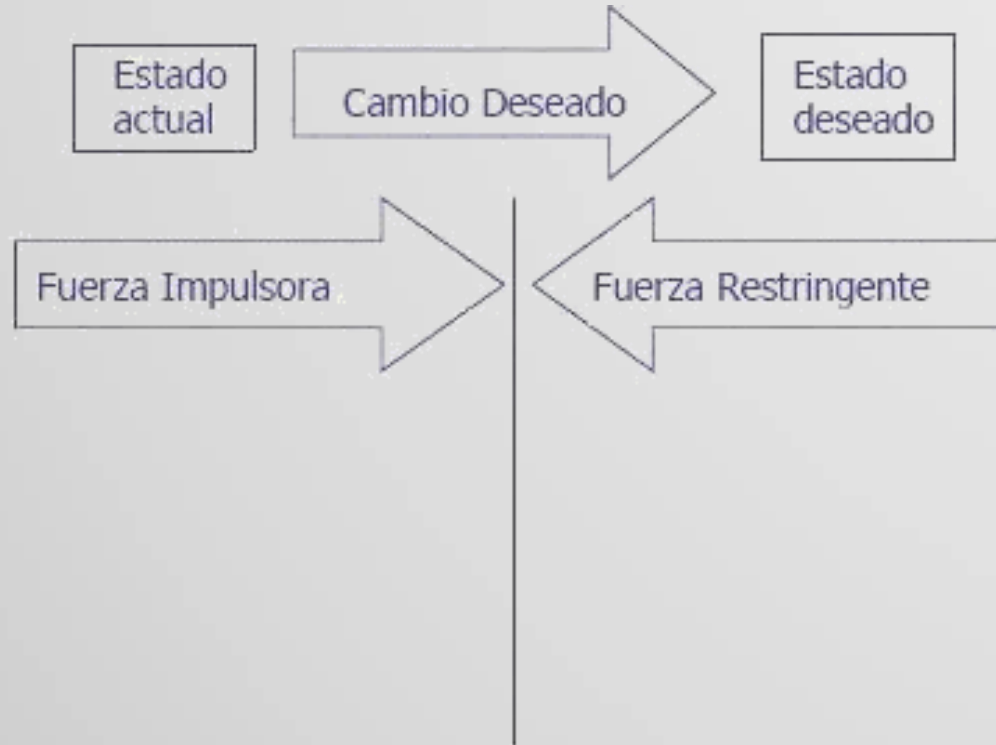 Estado
actual
Cambio Deseado
Estado
deseado
Fuerza Impulsora
Fuerza Restringente